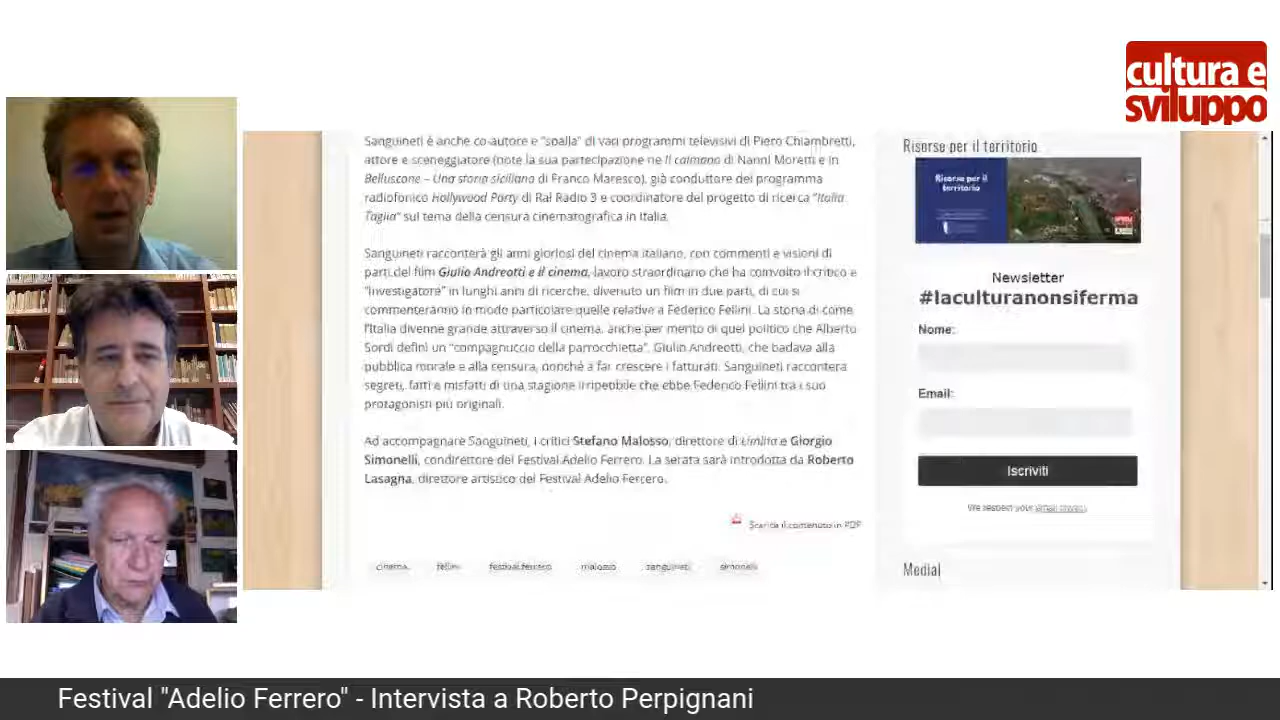 cultura e
sviluppo
Sanguineti è anche co-autore e "spalla" di vari programmi televisivi di Piero Chiambretti,
attore e sceneggiatore (note la sua partecipazione ne Il caimano di Nanni Moretti e in
Belluscone – Una storia siciliana di Franco Maresco), già conduttore del programma
radiofonico Hollywood Party di Rai Radio 3 e coordinatore del progetto di ricerca "Italia
Taglia" sul tema della censura cinematografica in Italia.
Sanguineti racconterà gli anni gloriosi del cinema italiano, con commenti e visioni di
parti del film Giulio Andreotti e il cinema, lavoro straordinario che ha coinvolto il critico e
"investigatore" in lunghi anni di ricerche, divenuto un film in due parti, di cui si
commenteranno in modo particolare quelle relative a Federico Fellini. La storia di come
l'Italia divenne grande attraverso il cinema, anche per merito di quel politico che Alberto
Sordi definì un "compagnuccio della parrocchietta". Giulio Andreotti, che badava alla
pubblica morale e alla censura, nonché a far crescere i fatturati. Sanguineti racconterà
segreti, fatti e misfatti di una stagione irripetibile che ebbe Federico Fellini tra i suoi
protagonisti più originali.
Ad accompagnare Sanguineti, i critici Stefano Malosso, direttore di Limina e Giorgio
Simonelli, condirettore del Festival Adelio Ferrero. La serata sarà introdotta da Roberto
Lasagna, direttore artistico del Festival Adelio Ferrero.
Scarica il contenuto in PDF
cinema fellini festival ferrero malosso sanguineti simonelli
Risorse per il territorio
Risorse per il
territorio
Newsletter
#laculturanonsiferma
Nome:
Email:
Iscriviti
We respect your email privacy
Medial
Festival "Adelio Ferrero" - Intervista a Roberto Perpignani